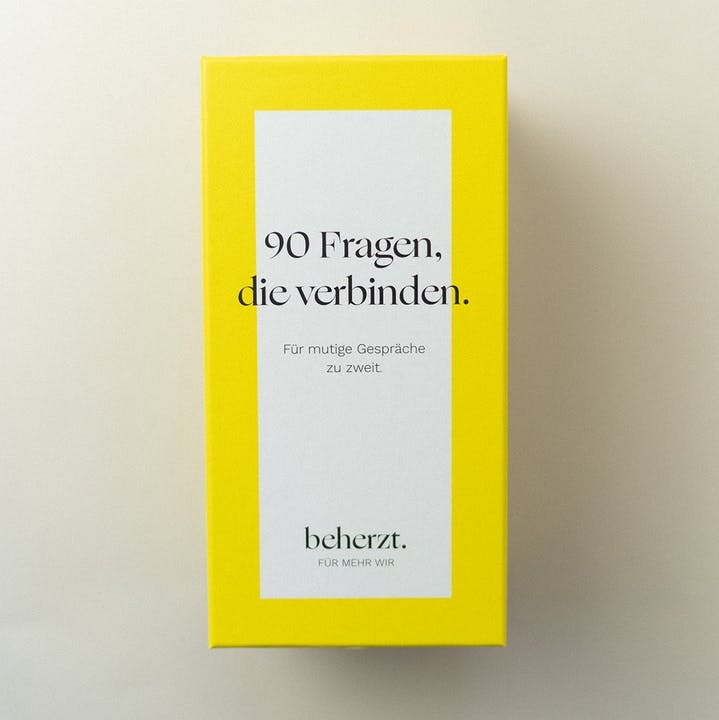 90 Fragen,
die verbinden.
Für mutige Gespräche
zu zweit.
beherzt.
FÜR MEHR WIR